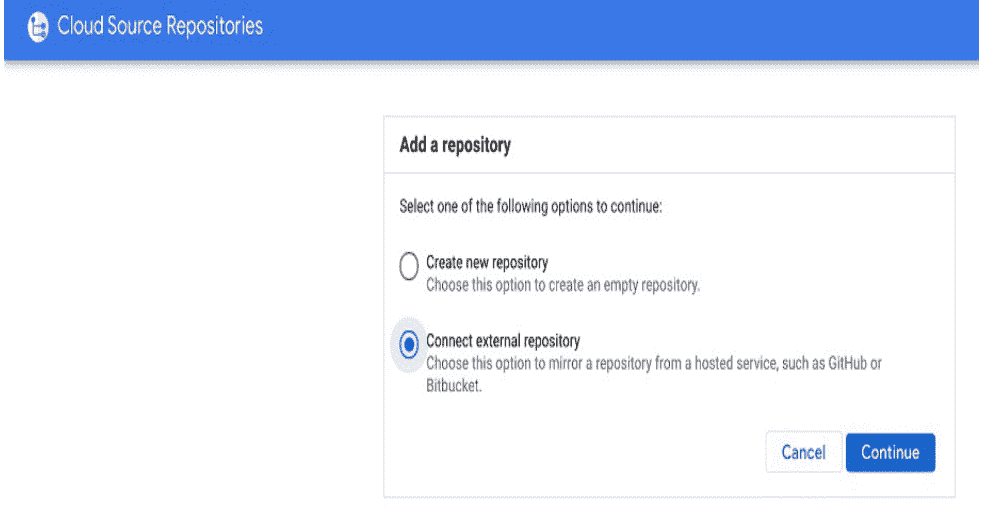 Cloud Source Repositories
Add a repository
Select one of the following options to continue:
Create new repository
Choose this option to create an empty repository.
Connect external repository
Choose this option to mirror a repository from a hosted service, such as GitHub or
Bitbucket.
Cancel Continue